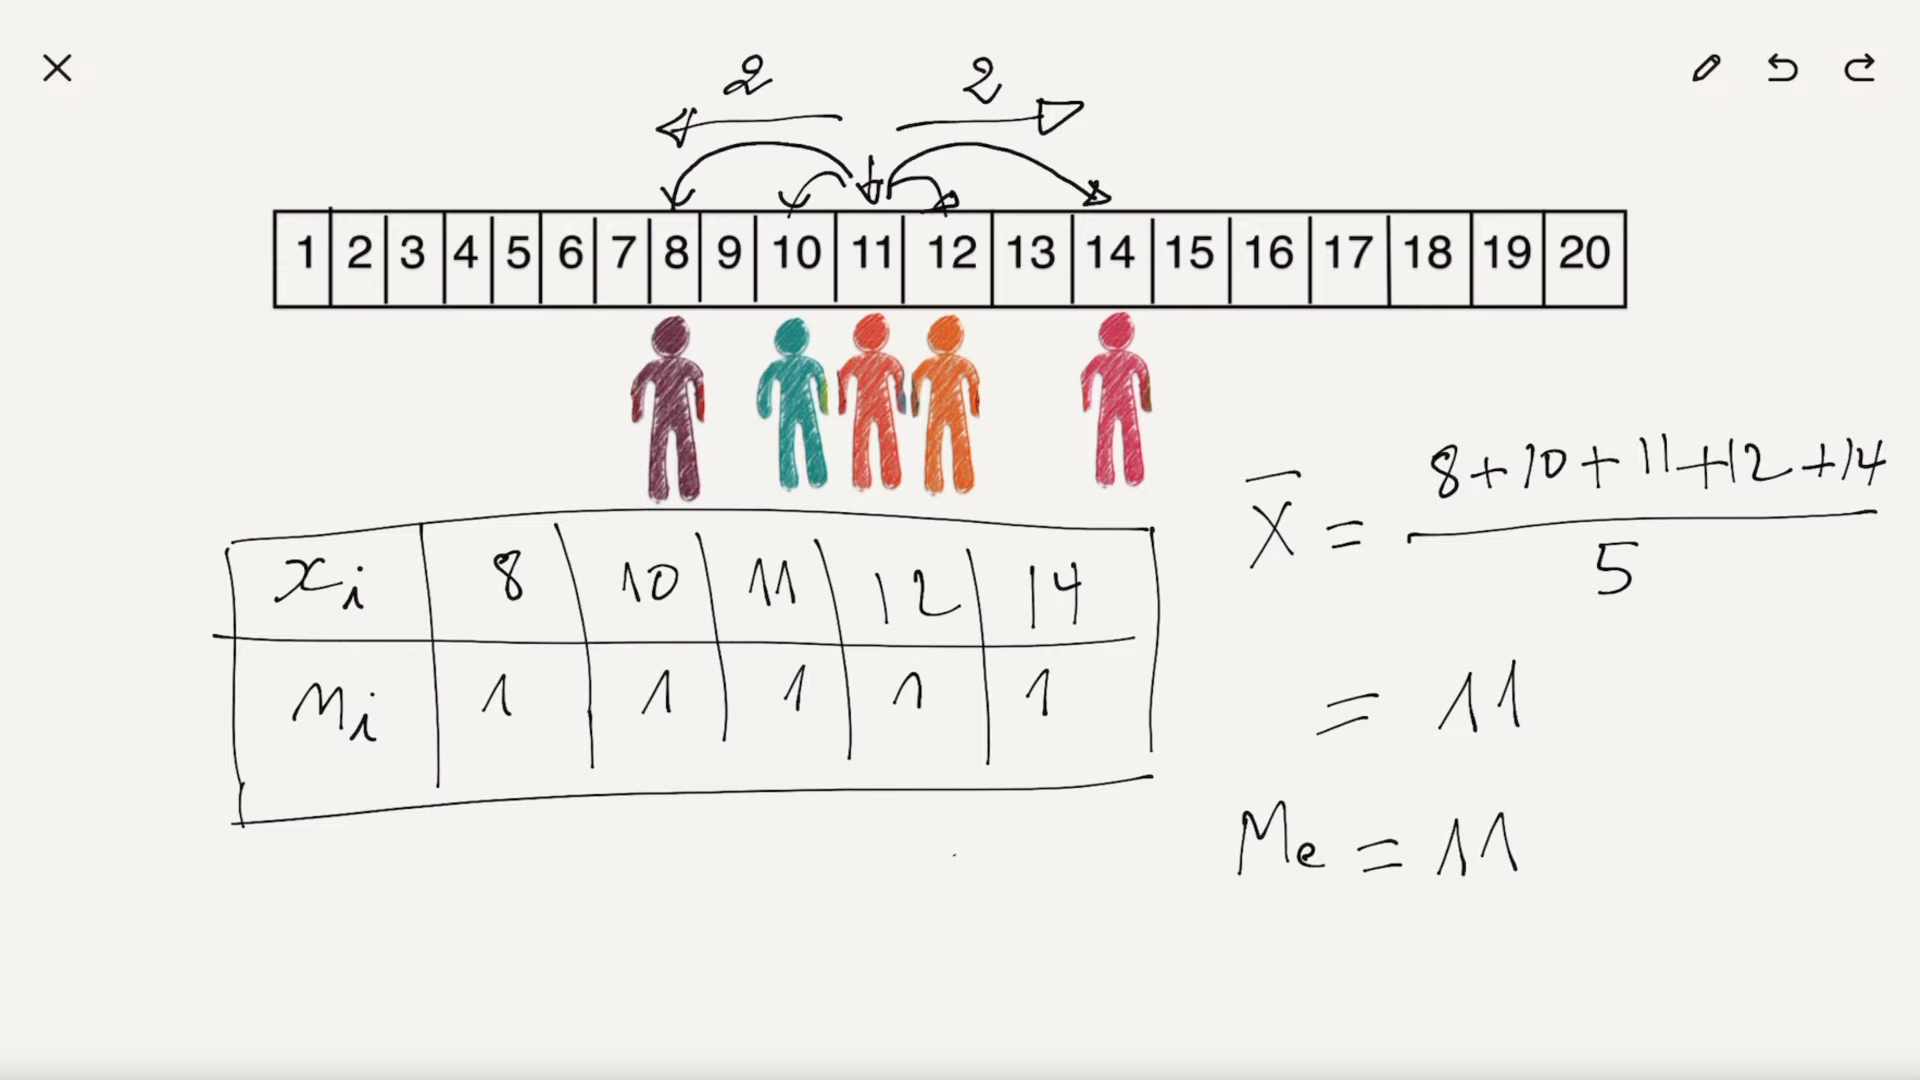 2 2
1 2 3 4 5 6 7 8 9 10 11 12 13 14 15 16 17 18 19 20
8+10+11+12+14
X̄ = 
5
xi 8 10 11 12 14
ni 1 1 1 1 1
= 11
Me = 11